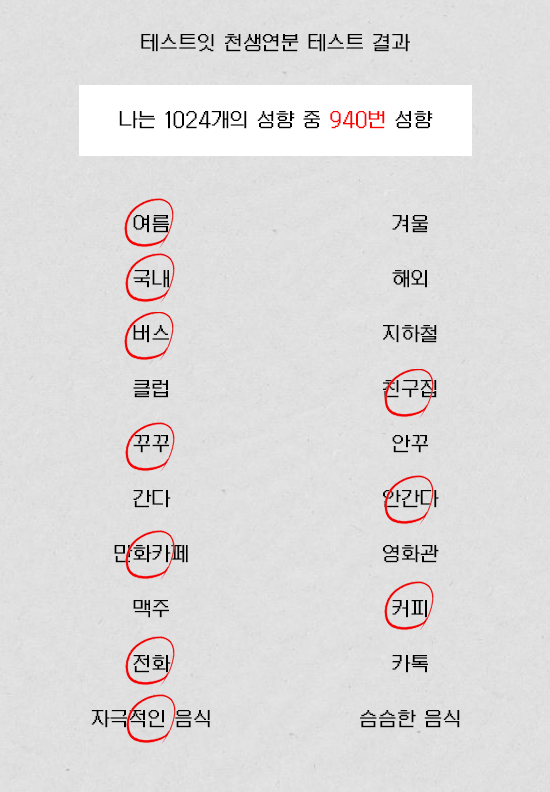 테스트잇 천생연분 테스트 결과
나는 1024개의 성향 중 940번 성향
여름 겨울
국내 해외
버스 지하철
클럽 친구집
꾸꾸 안꾸
간다 안간다
만화카페 영화관
맥주 커피
전화 카톡
자극적인 음식 슴슴한 음식